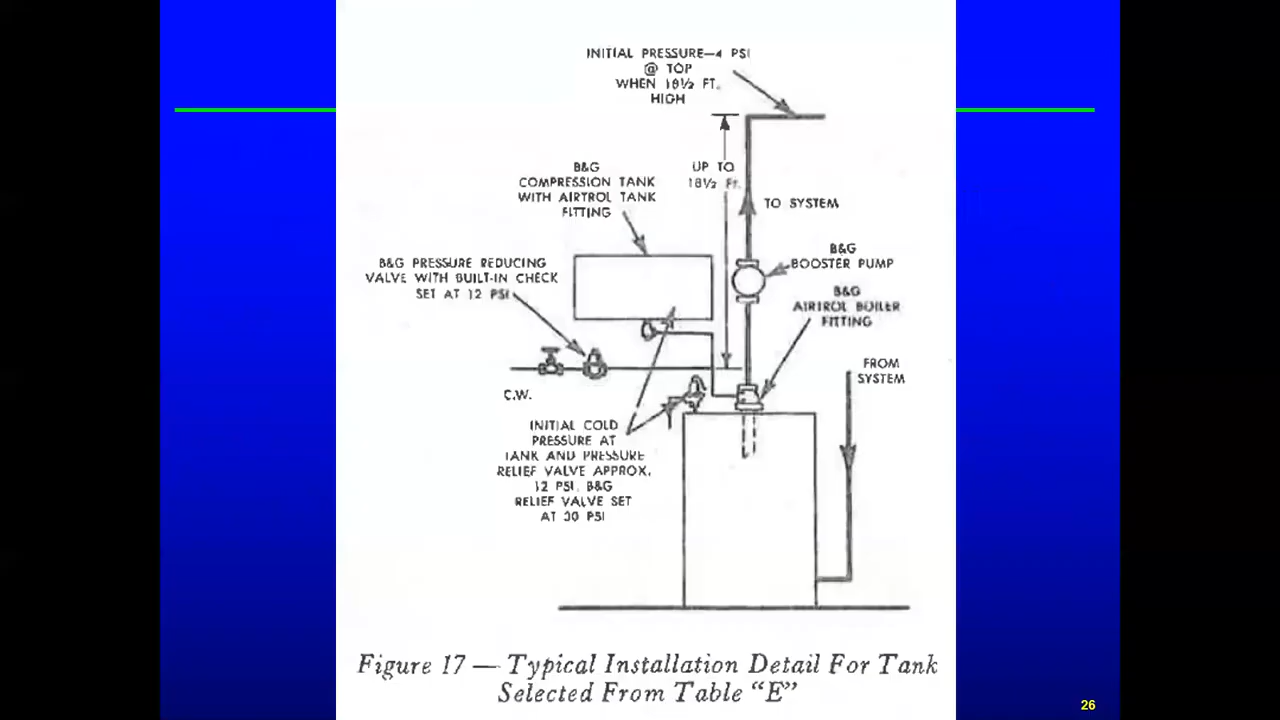 INITIAL PRESSURE—4 PSI
@ TOP
WHEN 18½ FT.
HIGH
B&G
COMPRESSION TANK
WITH AIRTROL TANK
FITTING
UP TO
18½ FT.
TO SYSTEM
B&G
BOOSTER PUMP
B&G PRESSURE REDUCING
VALVE WITH BUILT-IN CHECK
SET AT 12 PSI
B&G
AIRTROL BOILER
FITTING
FROM
SYSTEM
C.W.
INITIAL COLD
PRESSURE AT
TANK AND PRESSURE
RELIEF VALVE APPROX.
12 PSI. B&G
RELIEF VALVE SET
AT 30 PSI
Figure 17 — Typical Installation Detail For Tank
Selected From Table “E”
26